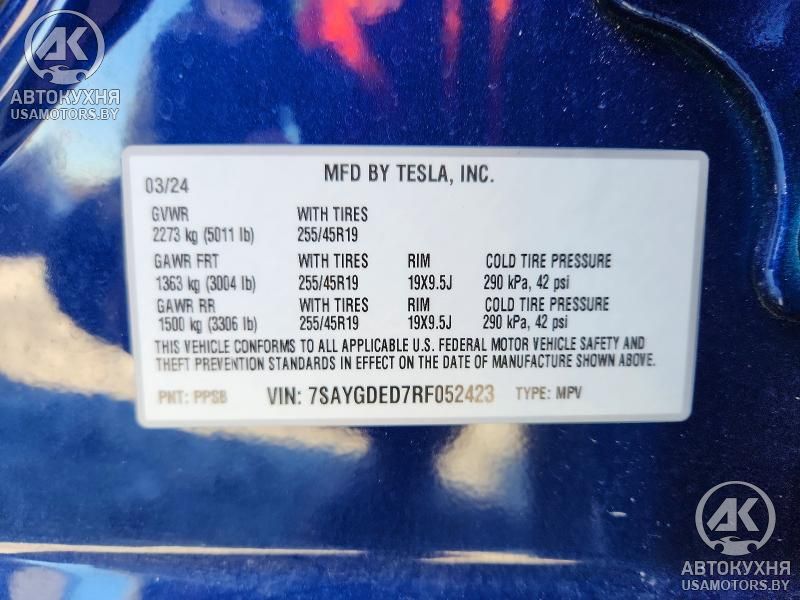 AK
АВТОКУХНЯ
USAMOTORS.BY
MFD BY TESLA, INC.
03/24
GVWR WITH TIRES
2273 kg (5011 lb) 255/45R19
GAWR FRT WITH TIRES RIM COLD TIRE PRESSURE
1363 kg (3004 lb) 255/45R19 19X9.5J 290 kPa, 42 psi
GAWR RR WITH TIRES RIM COLD TIRE PRESSURE
1500 kg (3306 lb) 255/45R19 19X9.5J 290 kPa, 42 psi
THIS VEHICLE CONFORMS TO ALL APPLICABLE U.S. FEDERAL MOTOR VEHICLE SAFETY AND
THEFT PREVENTION STANDARDS IN EFFECT ON THE DATE OF MANUFACTURE SHOWN ABOVE.
PNT: PPSB VIN: 7SAYGDED7RF052423 TYPE: MPV
AK
АВТОКУХНЯ
USAMOTORS.BY